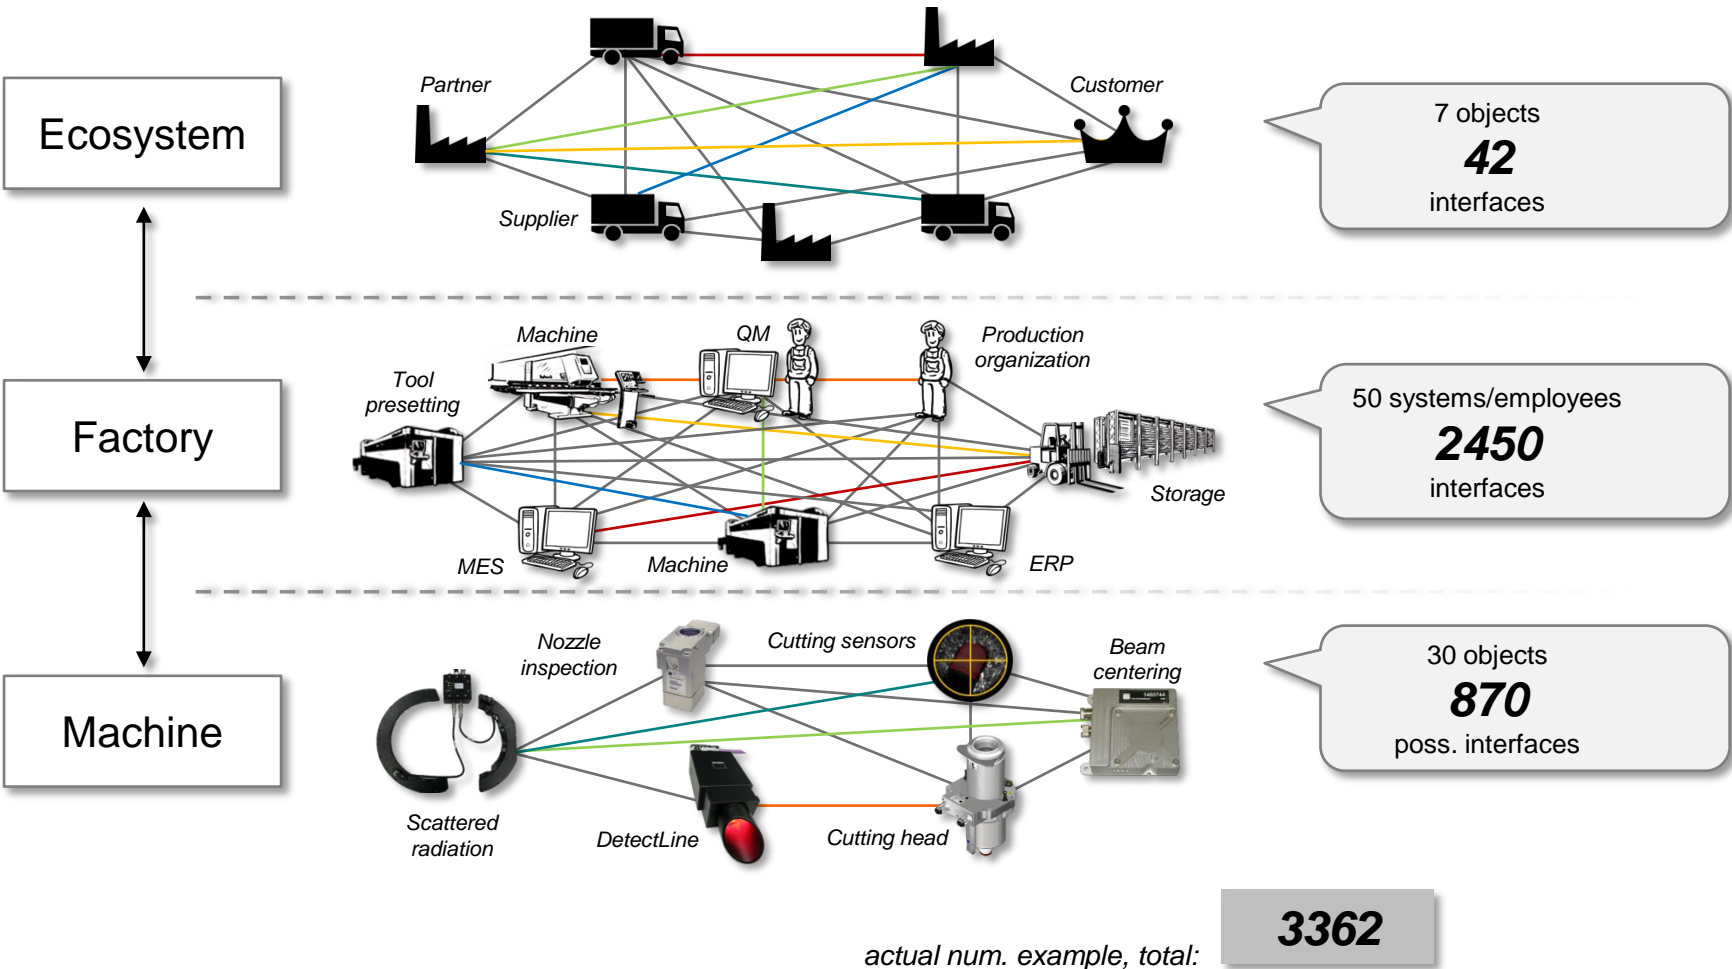 Ecosystem
Partner
Customer
Supplier
7 objects
42
interfaces
Factory
Machine
QM
Production
organization
Tool
presetting
Storage
MES
Machine
ERP
50 systems/employees
2450
interfaces
Machine
Nozzle
inspection
Cutting sensors
Beam
centering
Scattered
radiation
DetectLine
Cutting head
30 objects
870
poss. interfaces
actual num. example, total:
3362